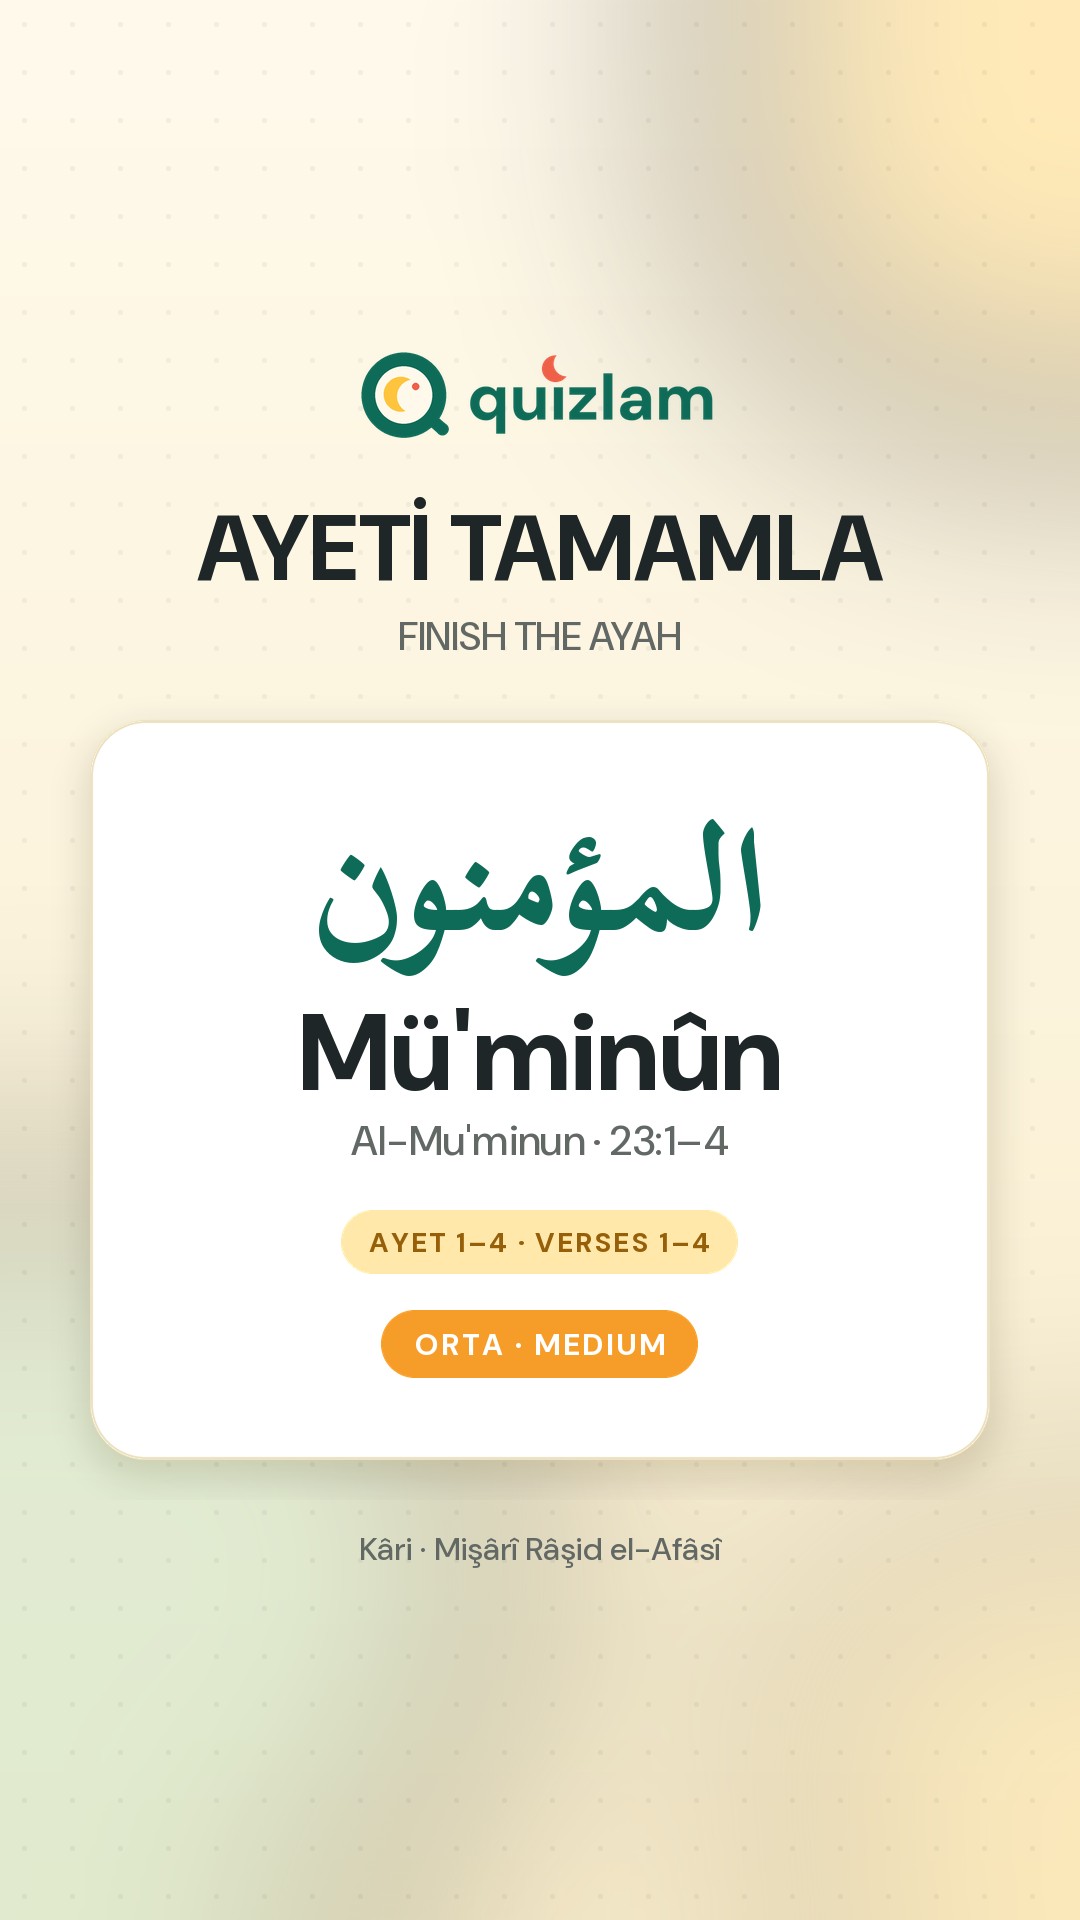 quizlam
AYETİ TAMAMLA
FINISH THE AYAH
المؤمنون
Mü'minûn
Al-Mu'minun · 23:1–4
AYET 1–4 · VERSES 1–4
ORTA · MEDIUM
Kâri · Mişârî Râşid el-Afâsî